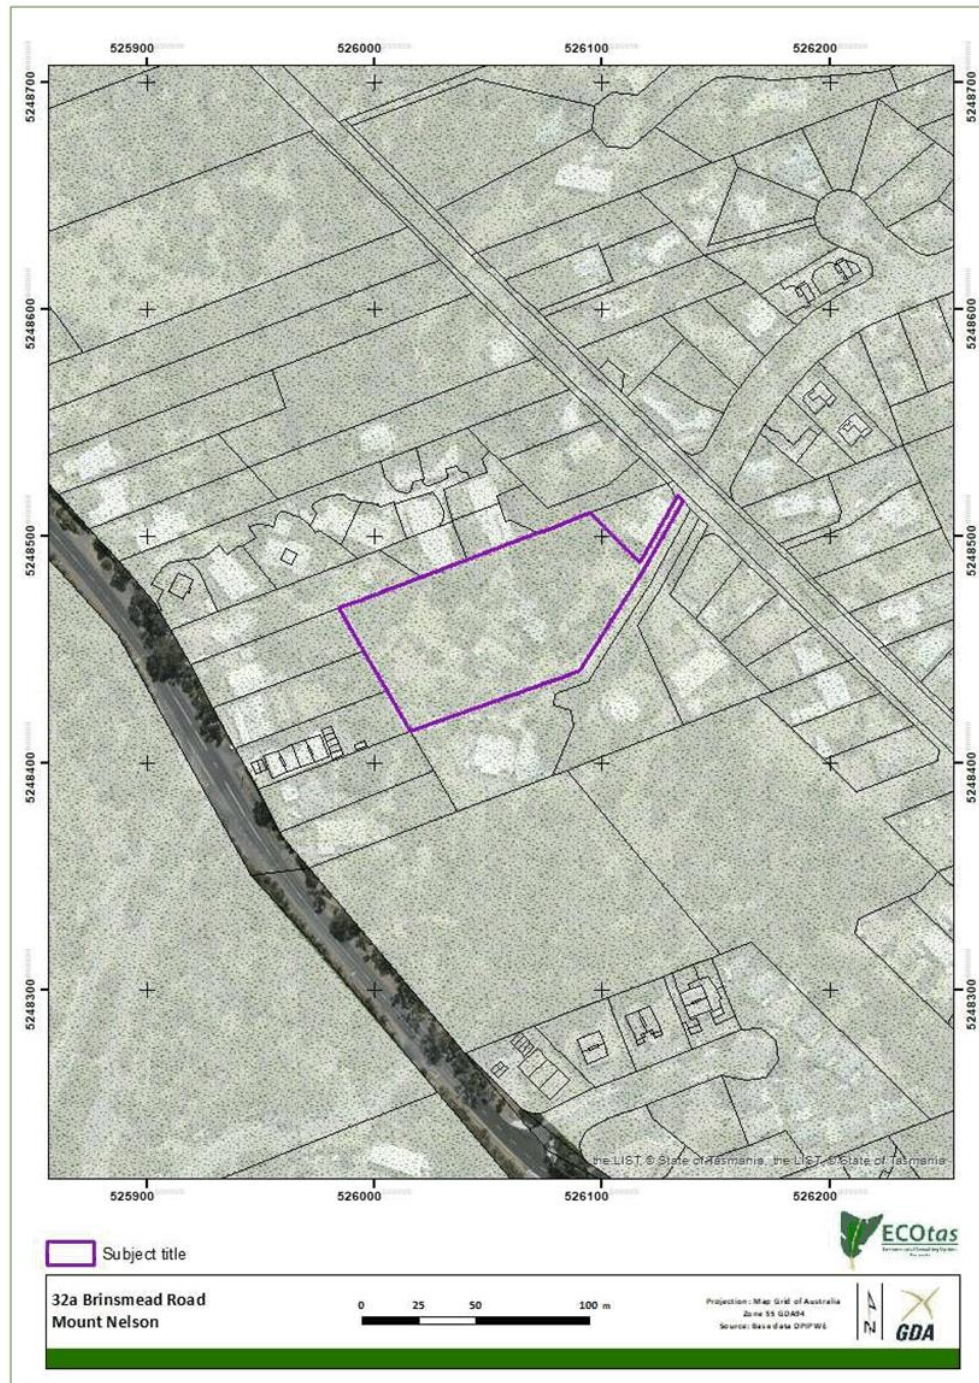 525900 526000 526100 526200
5248700 5248700
5248600 5248600
5248500 5248500
5248400 5248400
5248300 5248300
the LIST, © State of Tasmania, the LIST, © State of Tasmania
525900 526000 526100 526200
ECOtas
Subject title
32a Brinsmead Road
Mount Nelson
0 25 50 100 m
Projection: Map Grid of Australia
Zone 55 GDA94
Source: Base data DPIPWE
N
GDA